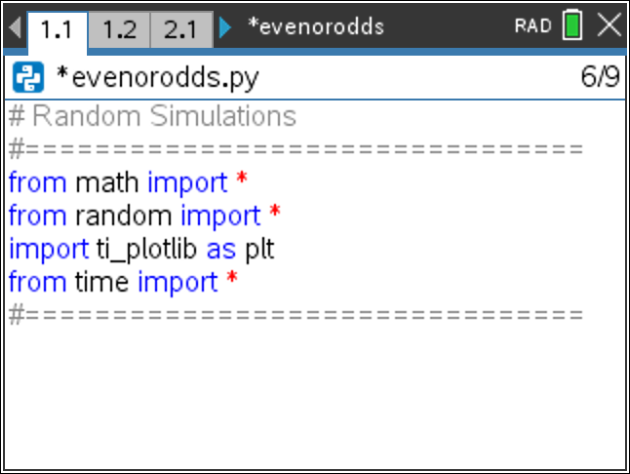 1.1 1.2 2.1 *evenorodds RAD
*evenorodds.py 6/9
# Random Simulations
#================================
from math import *
from random import *
import ti_plotlib as plt
from time import *
#================================